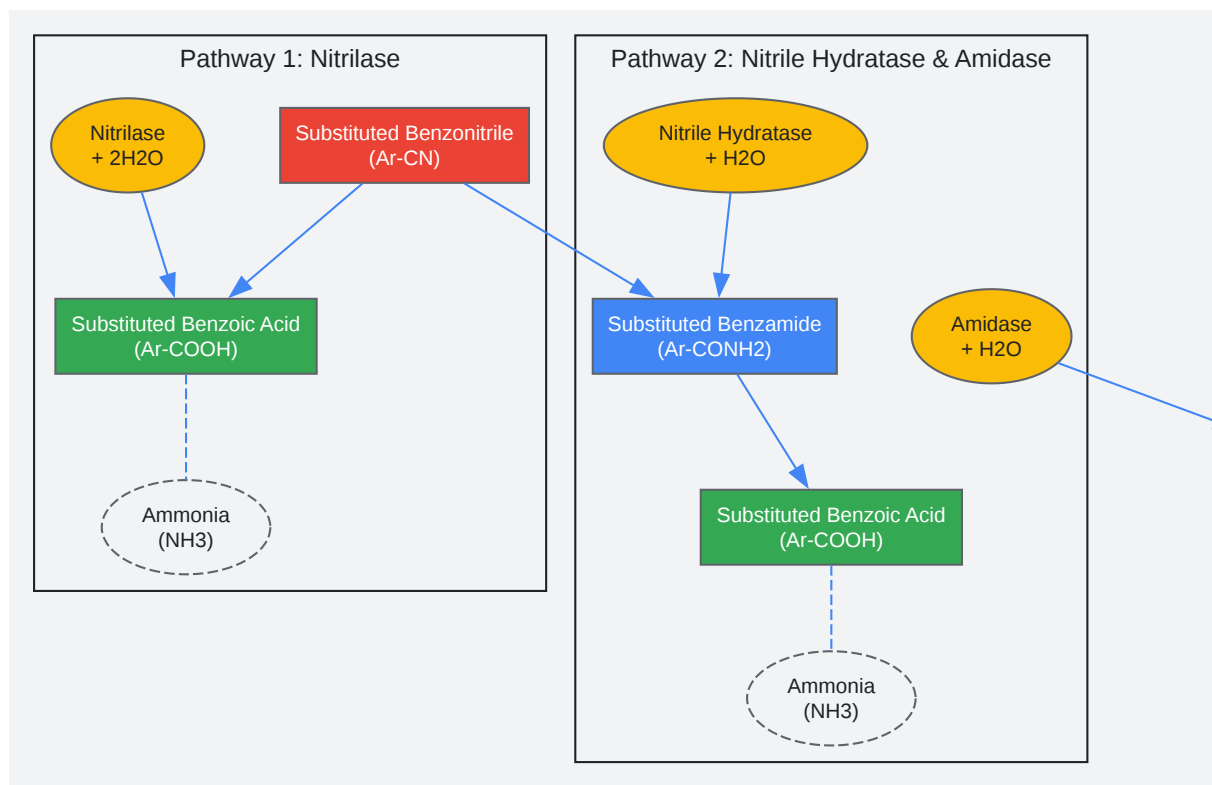 Pathway 1: Nitrilase
Nitrilase
+ 2H2O
Substituted Benzonitrile
(Ar-CN)
Substituted Benzoic Acid
(Ar-COOH)
Ammonia
(NH3)
Pathway 2: Nitrile Hydratase & Amidase
Nitrile Hydratase
+ H2O
Substituted Benzamide
(Ar-CONH2)
Amidase
+ H2O
Substituted Benzoic Acid
(Ar-COOH)
Ammonia
(NH3)